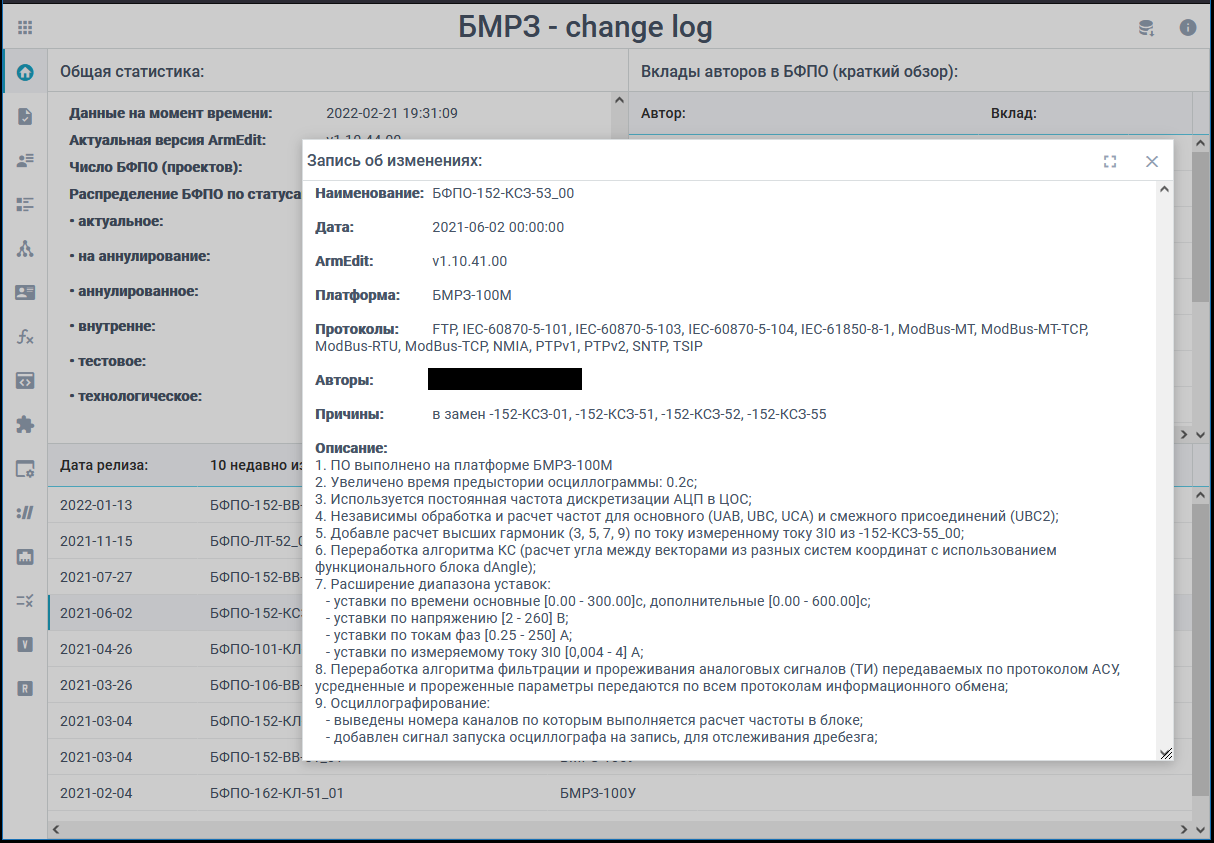 БМРЗ - change log
Общая статистика:
Вклады авторов в БФПО (краткий обзор):
Данные на момент времени: 2022-02-21 19:31:09
Актуальная версия ArmEdit:
Число БФПО (проектов):
Распределение БФПО по статуса
• актуальное:
• на аннулирование:
• аннулированное:
• внутренне:
• тестовое:
• технологическое:
Автор: Вклад:
Запись об изменениях:
Наименование: БФПО-152-КСЗ-53_00
Дата: 2021-06-02 00:00:00
ArmEdit: v1.10.41.00
Платформа: БМРЗ-100М
Протоколы: FTP, IEC-60870-5-101, IEC-60870-5-103, IEC-60870-5-104, IEC-61850-8-1, ModBus-MT, ModBus-MT-TCP,
ModBus-RTU, ModBus-TCP, NMIA, PTPv1, PTPv2, SNTP, TSIP
Авторы:
Причины: в замен -152-КСЗ-01, -152-КСЗ-51, -152-КСЗ-52, -152-КСЗ-55
Описание:
1. ПО выполнено на платформе БМРЗ-100М
2. Увеличено время предыстории осциллограммы: 0.2с;
3. Используется постоянная частота дискретизации АЦП в ЦОС;
4. Независимы обработка и расчет частот для основного (UAB, UBC, UCA) и смежного присоединений (UBC2);
5. Добавле расчет высших гармоник (3, 5, 7, 9) по току измеренному току 3I0 из -152-КСЗ-55_00;
6. Переработка алгоритма КС (расчет угла между векторами из разных систем координат с использованием
функционального блока dAngle);
7. Расширение диапазона уставок:
- уставки по времени основные [0.00 - 300.00]с, дополнительные [0.00 - 600.00]с;
- уставки по напряжению [2 - 260] В;
- уставки по токам фаз [0.25 - 250] А;
- уставки по измеряемому току 3I0 [0,004 - 4] А;
8. Переработка алгоритма фильтрации и прореживания аналоговых сигналов (ТИ) передаваемых по протоколом АСУ,
усредненные и прореженные параметры передаются по всем протоколам информационного обмена;
9. Осциллографирование:
- выведены номера каналов по которым выполняется расчет частоты в блоке;
- добавлен сигнал запуска осциллографа на запись, для отслеживания дребезга;
Дата релиза: 10 недавно из
2022-01-13 БФПО-152-ВВ-
2021-11-15 БФПО-ЛТ-52_0
2021-07-27 БФПО-152-ВВ-
2021-06-02 БФПО-152-КС
2021-04-26 БФПО-101-КЛ
2021-03-26 БФПО-106-ВВ-
2021-03-04 БФПО-152-КЛ
2021-03-04 БФПО-152-ВВ-
2021-02-04 БФПО-162-КЛ-51_01 БМРЗ-100У